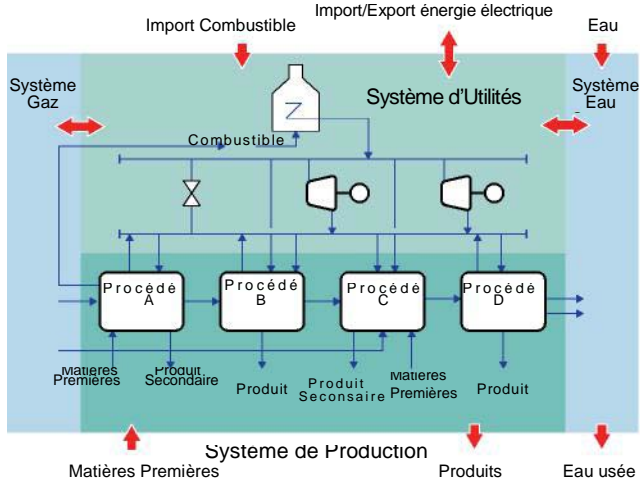 Import Combustible
Import/Export énergie électrique
Eau
Système
Gaz
Système d'Utilités
Système
Eau
Combustible
Procédé
A
Procédé
B
Procédé
C
Procédé
D
Matières
Premières
Produit
Secondaire
Produit
Produit
Seconsaire
Matières
Premières
Produit
Système de Production
Matières Premières
Produits
Eau usée